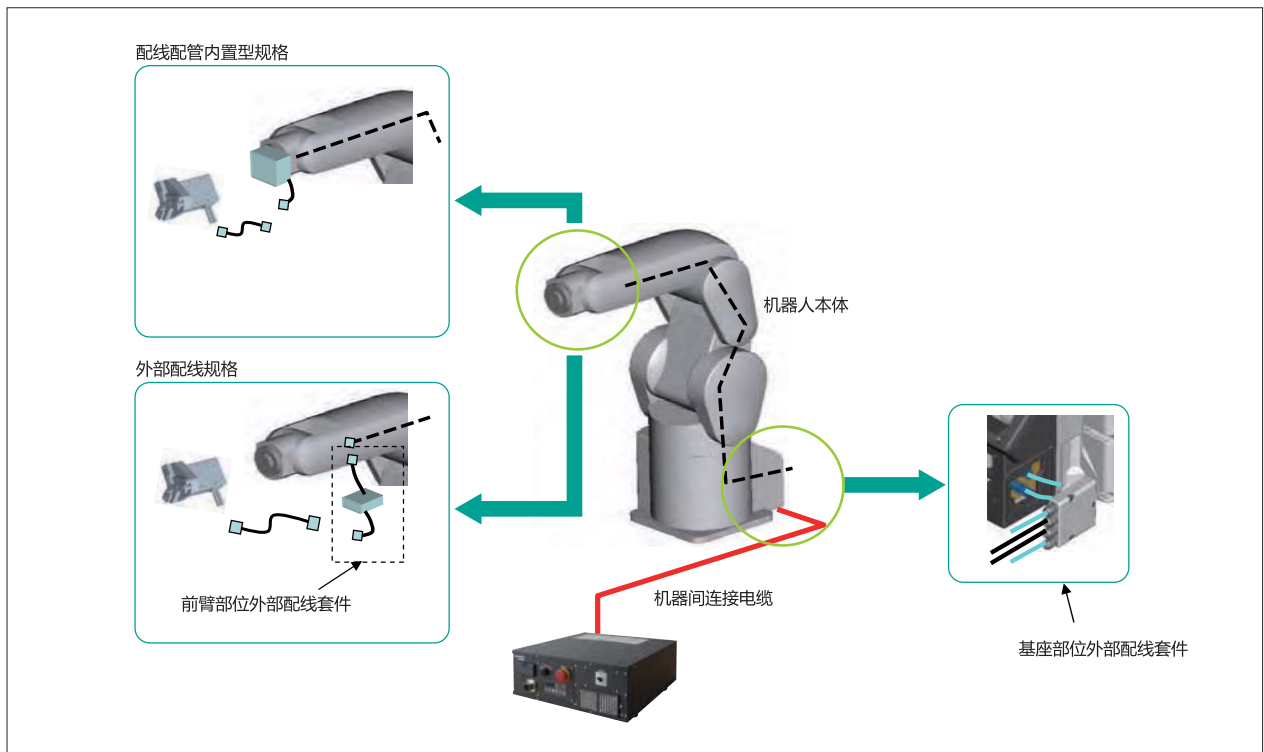 配线配管内置型规格
机器人本体
外部配线规格
前臂部位外部配线套件
机器间连接电缆
基座部位外部配线套件